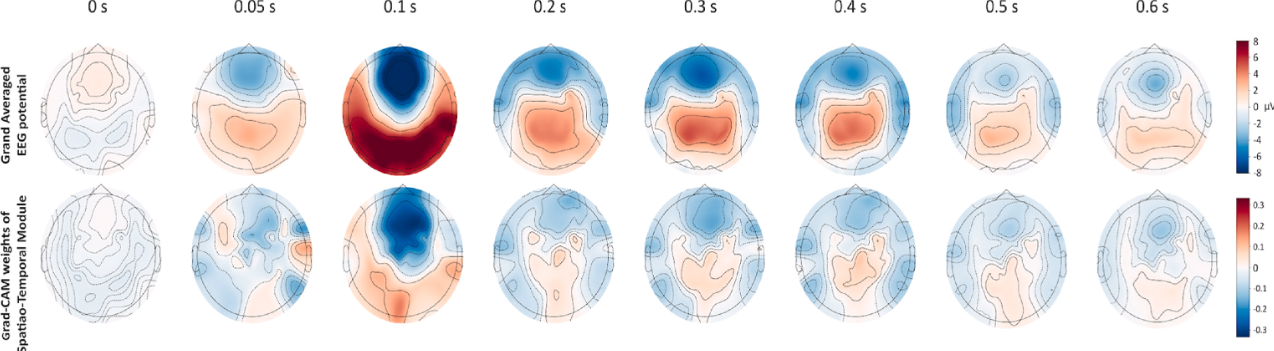 0 s 0.05 s 0.1 s 0.2 s 0.3 s 0.4 s 0.5 s 0.6 s
Grand Averaged
EEG potential
8
6
4
2
0 μV
-2
-4
-6
-8
Grad-CAM weights of
Spatiao-Temporal Module
0.3
0.2
0.1
0
-0.1
-0.2
-0.3